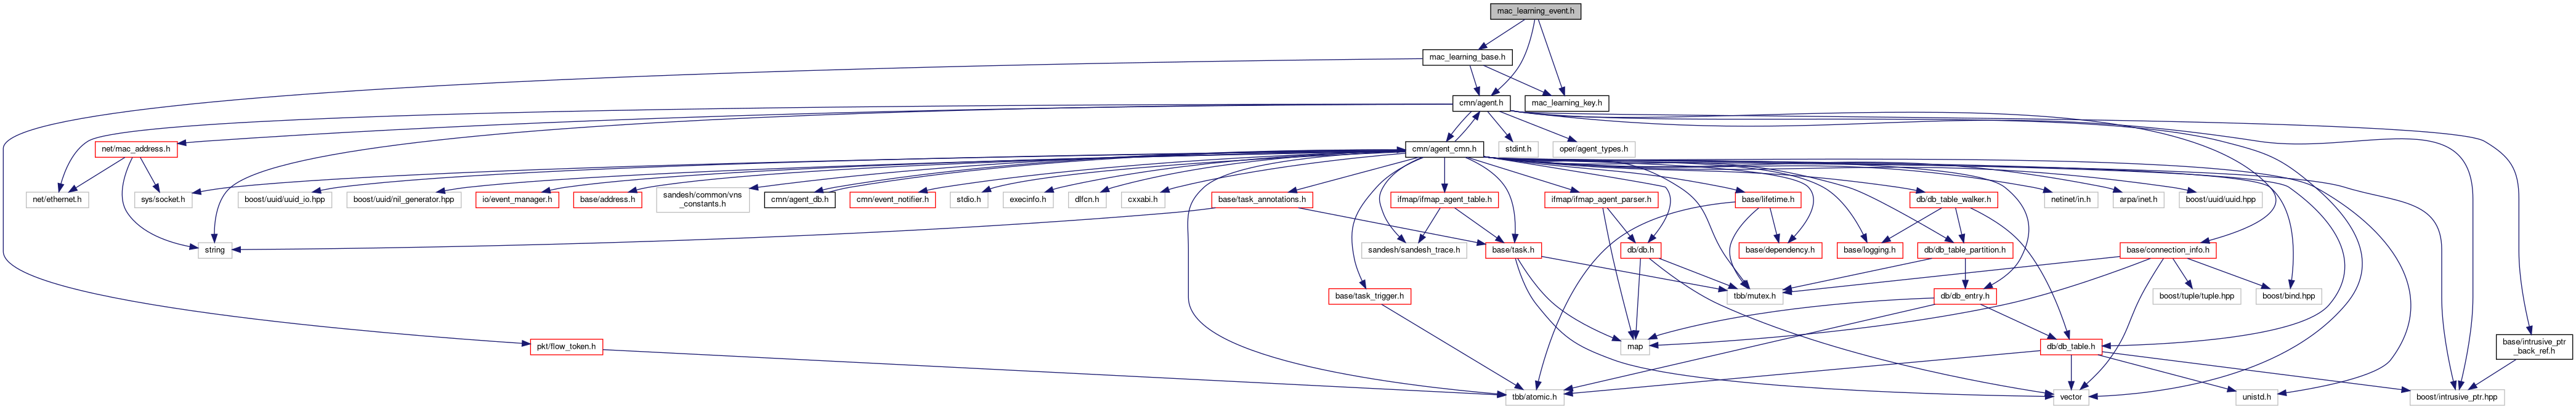 mac_learning_event.h
mac_learning_base.h
cmn/agent.h
mac_learning_key.h
net/mac_address.h
cmn/agent_cmn.h
stdint.h
oper/agent_types.h
net/ethernet.h
sys/socket.h
boost/uuid/uuid_io.hpp
boost/uuid/nil_generator.hpp
io/event_manager.h
base/address.h
sandesh/common/vns
_constants.h
cmn/agent_db.h
cmn/event_notifier.h
stdio.h
execinfo.h
dlfcn.h
cxxabi.h
base/task_annotations.h
ifmap/ifmap_agent_table.h
ifmap/ifmap_agent_parser.h
base/lifetime.h
db/db_table_walker.h
netinet/in.h
arpa/inet.h
boost/uuid/uuid.hpp
string
sandesh/sandesh_trace.h
base/task.h
db/db.h
base/dependency.h
base/logging.h
db/db_table_partition.h
base/connection_info.h
base/task_trigger.h
tbb/mutex.h
db/db_entry.h
boost/tuple/tuple.hpp
boost/bind.hpp
pkt/flow_token.h
map
db/db_table.h
base/intrusive_ptr
_back_ref.h
tbb/atomic.h
vector
unistd.h
boost/intrusive_ptr.hpp